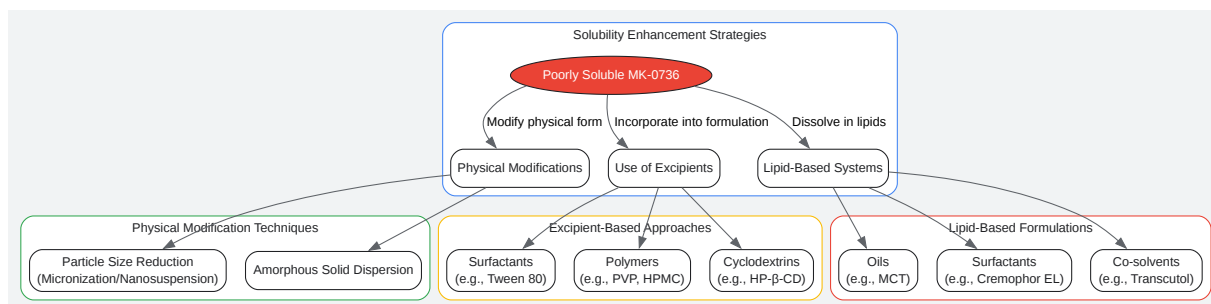 Solubility Enhancement Strategies
Poorly Soluble MK-0736
Modify physical form
Incorporate into formulation
Dissolve in lipids
Physical Modifications
Use of Excipients
Lipid-Based Systems
Physical Modification Techniques
Excipient-Based Approaches
Lipid-Based Formulations
Particle Size Reduction
(Micronization/Nanosuspension)
Amorphous Solid Dispersion
Surfactants
(e.g., Tween 80)
Polymers
(e.g., PVP, HPMC)
Cyclodextrins
(e.g., HP-β-CD)
Oils
(e.g., MCT)
Surfactants
(e.g., Cremophor EL)
Co-solvents
(e.g., Transcutol)